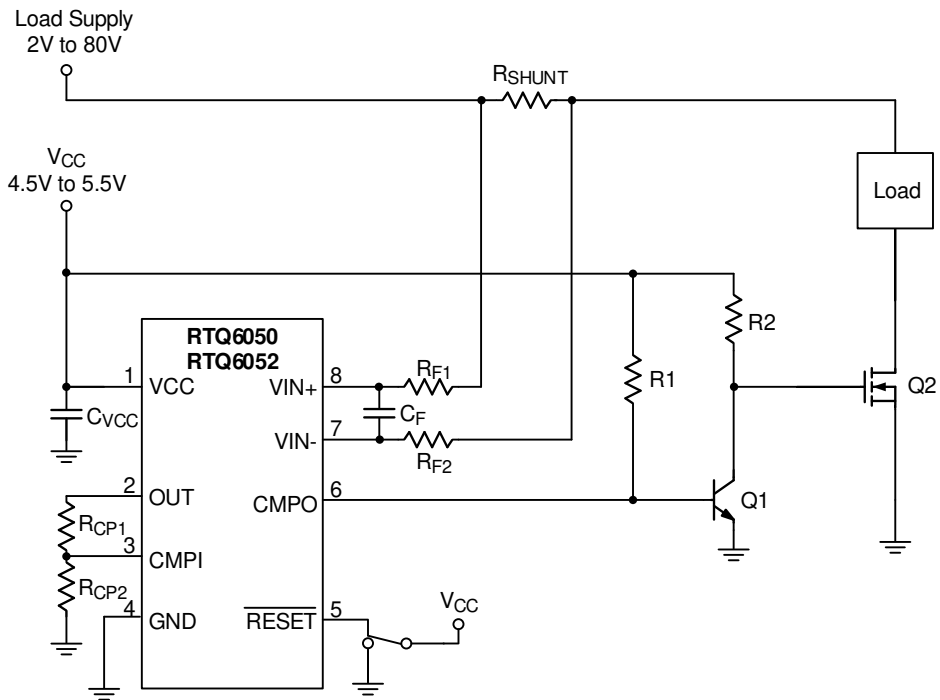 Load Supply
2V to 80V
RSHUNT
VCC
4.5V to 5.5V
Load
RTQ6050
RTQ6052
R2
1
VCC
VIN+
8
RF1
R1
Q2
CVCC
CF
VIN-
7
RF2
2
OUT
CMPO
6
Q1
RCP1
3
CMPI
RCP2
4
GND
RESET
5
VCC